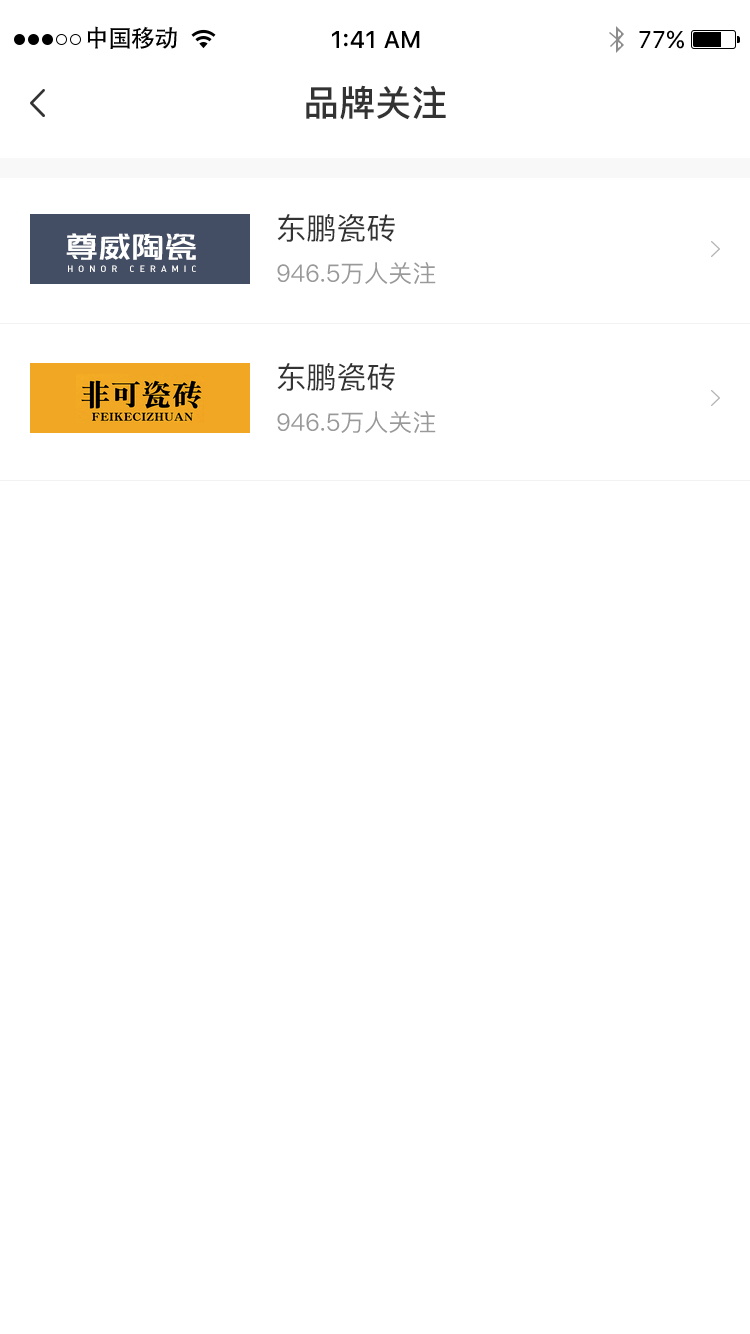 中国移动
1:41 AM
77%
品牌关注
尊威陶瓷
HONOR CERAMIC
东鹏瓷砖
946.5万人关注
非可瓷砖
FEIKECIZHUAN
东鹏瓷砖
946.5万人关注